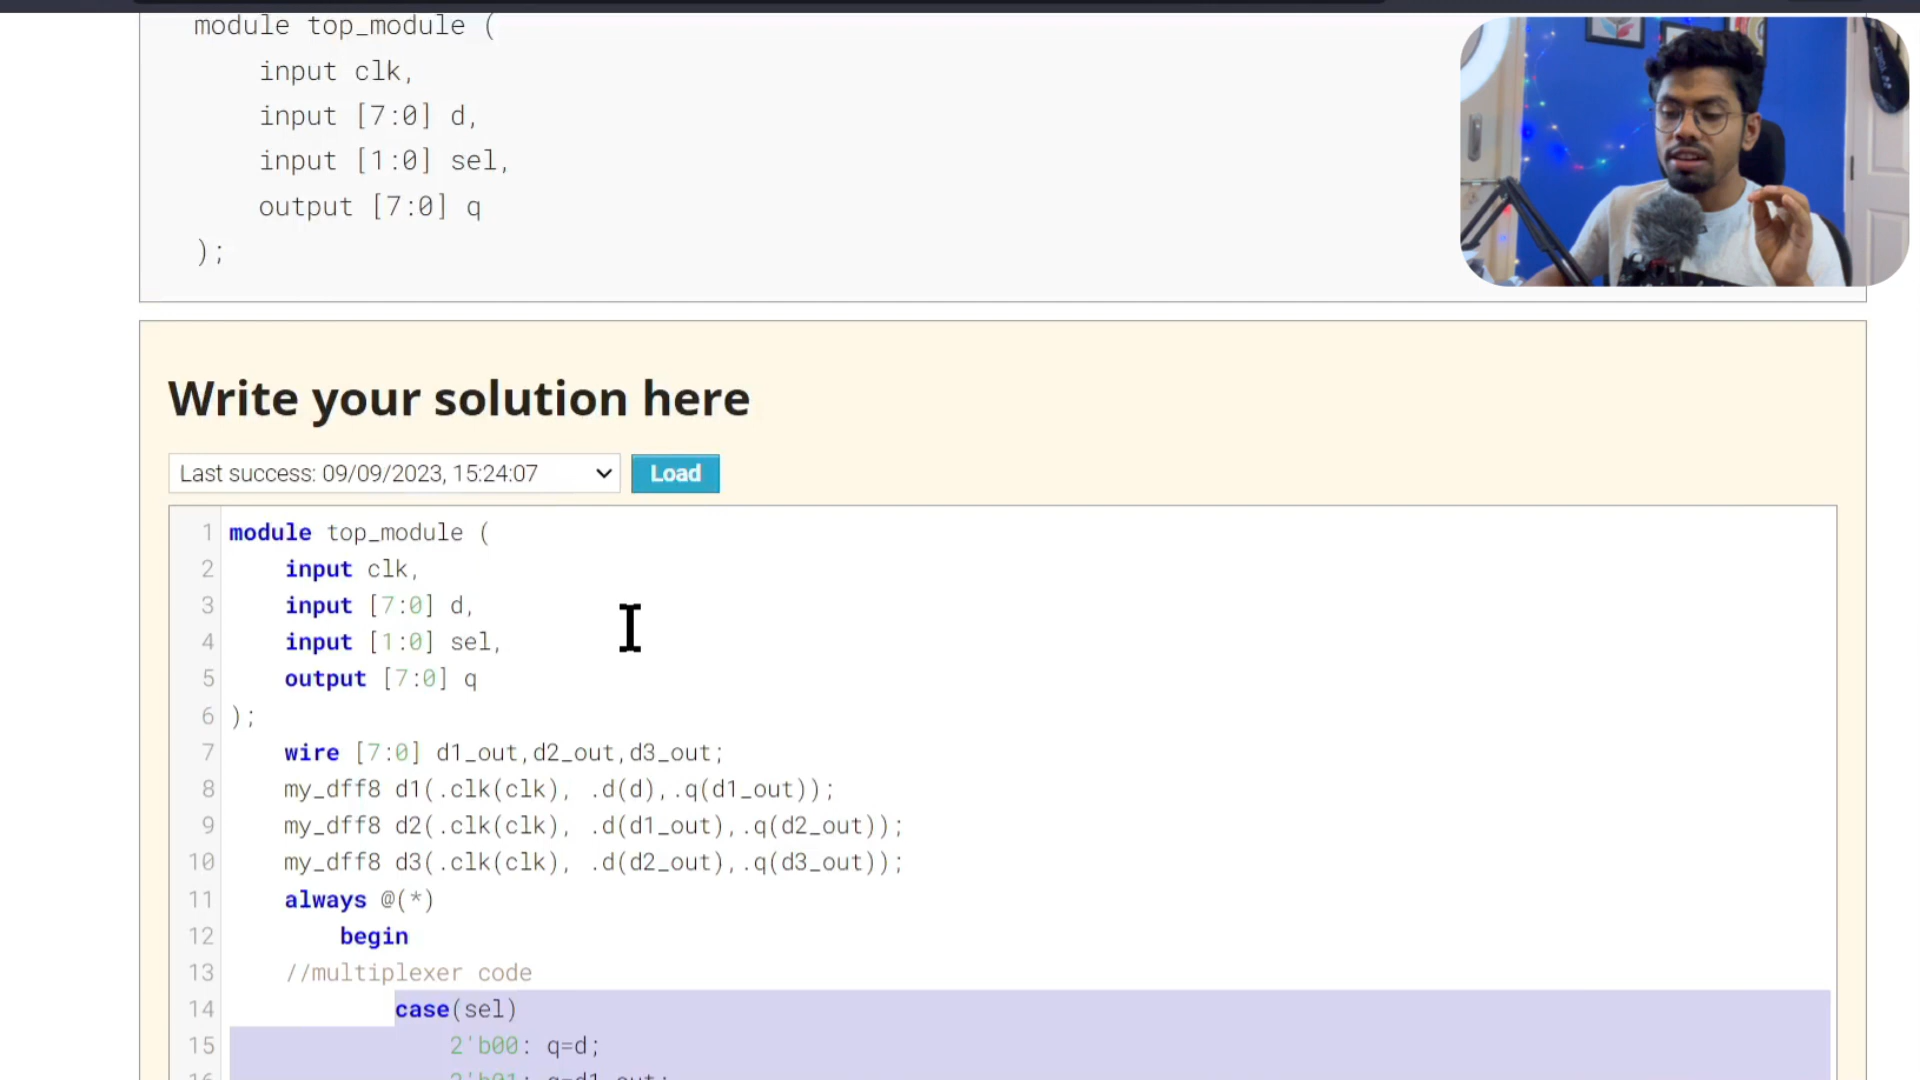 module top_module (
input clk,
input [7:0] d,
input [1:0] sel,
output [7:0] q
);
Write your solution here
Last success: 09/09/2023, 15:24:07
Load
1 module top_module (
2 input clk,
3 input [7:0] d,
4 input [1:0] sel,
5 output [7:0] q
6 );
7 wire [7:0] d1_out,d2_out,d3_out;
8 my_dff8 d1(.clk(clk), .d(d),.q(d1_out));
9 my_dff8 d2(.clk(clk), .d(d1_out),.q(d2_out));
10 my_dff8 d3(.clk(clk), .d(d2_out),.q(d3_out));
11 always @(*)
12 begin
13 //multiplexer code
14 case(sel)
15 2'b00: q=d;
16 2'b01: q=d1_out;